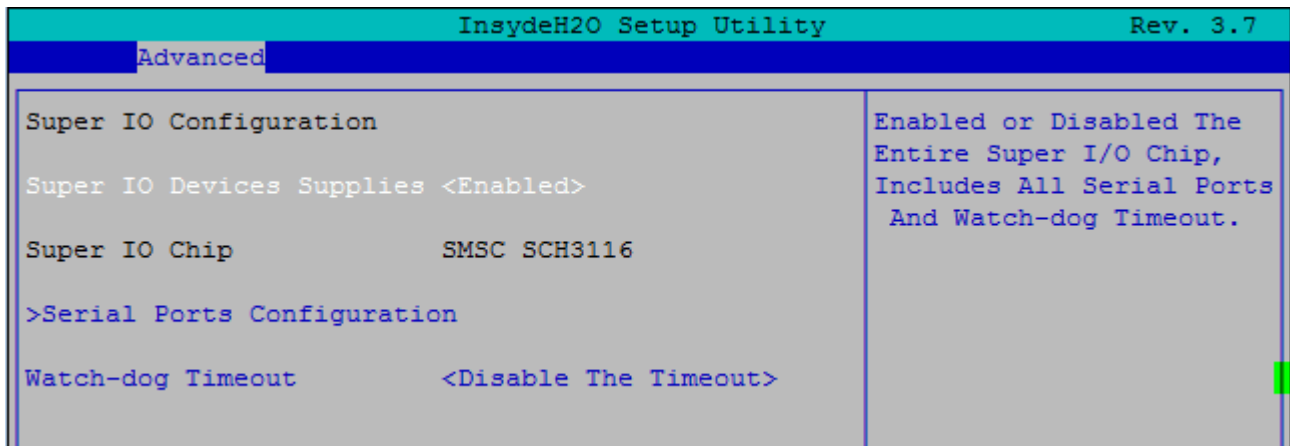 InsydeH2O Setup Utility Rev. 3.7
Advanced
Super IO Configuration
Super IO Devices Supplies <Enabled>
Super IO Chip SMSC SCH3116
>Serial Ports Configuration
Watch-dog Timeout <Disable The Timeout>
Enabled or Disabled The
Entire Super I/O Chip,
Includes All Serial Ports
And Watch-dog Timeout.